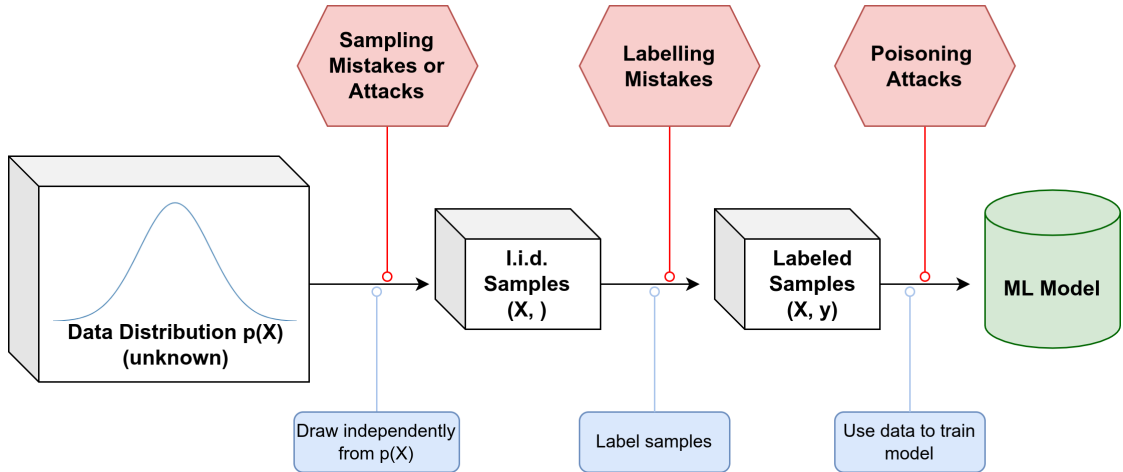 Sampling
Mistakes or
Attacks
Labelling
Mistakes
Poisoning
Attacks
Data Distribution p(X)
(unknown)
I.i.d.
Samples
(X, )
Labeled
Samples
(X, y)
ML Model
Draw independently
from p(X)
Label samples
Use data to train
model